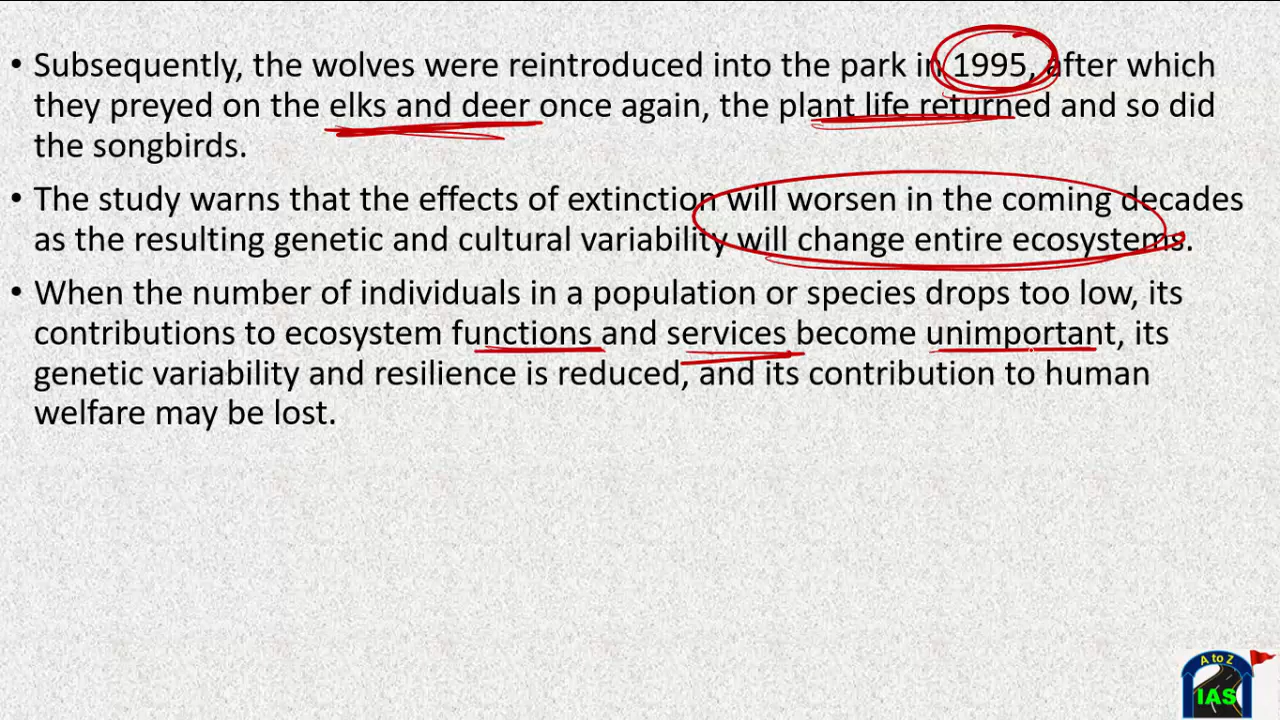 • Subsequently, the wolves were reintroduced into the park in 1995, after which
they preyed on the elks and deer once again, the plant life returned and so did
the songbirds.
• The study warns that the effects of extinction will worsen in the coming decades
as the resulting genetic and cultural variability will change entire ecosystems.
• When the number of individuals in a population or species drops too low, its
contributions to ecosystem functions and services become unimportant, its
genetic variability and resilience is reduced, and its contribution to human
welfare may be lost.
A to Z
IAS